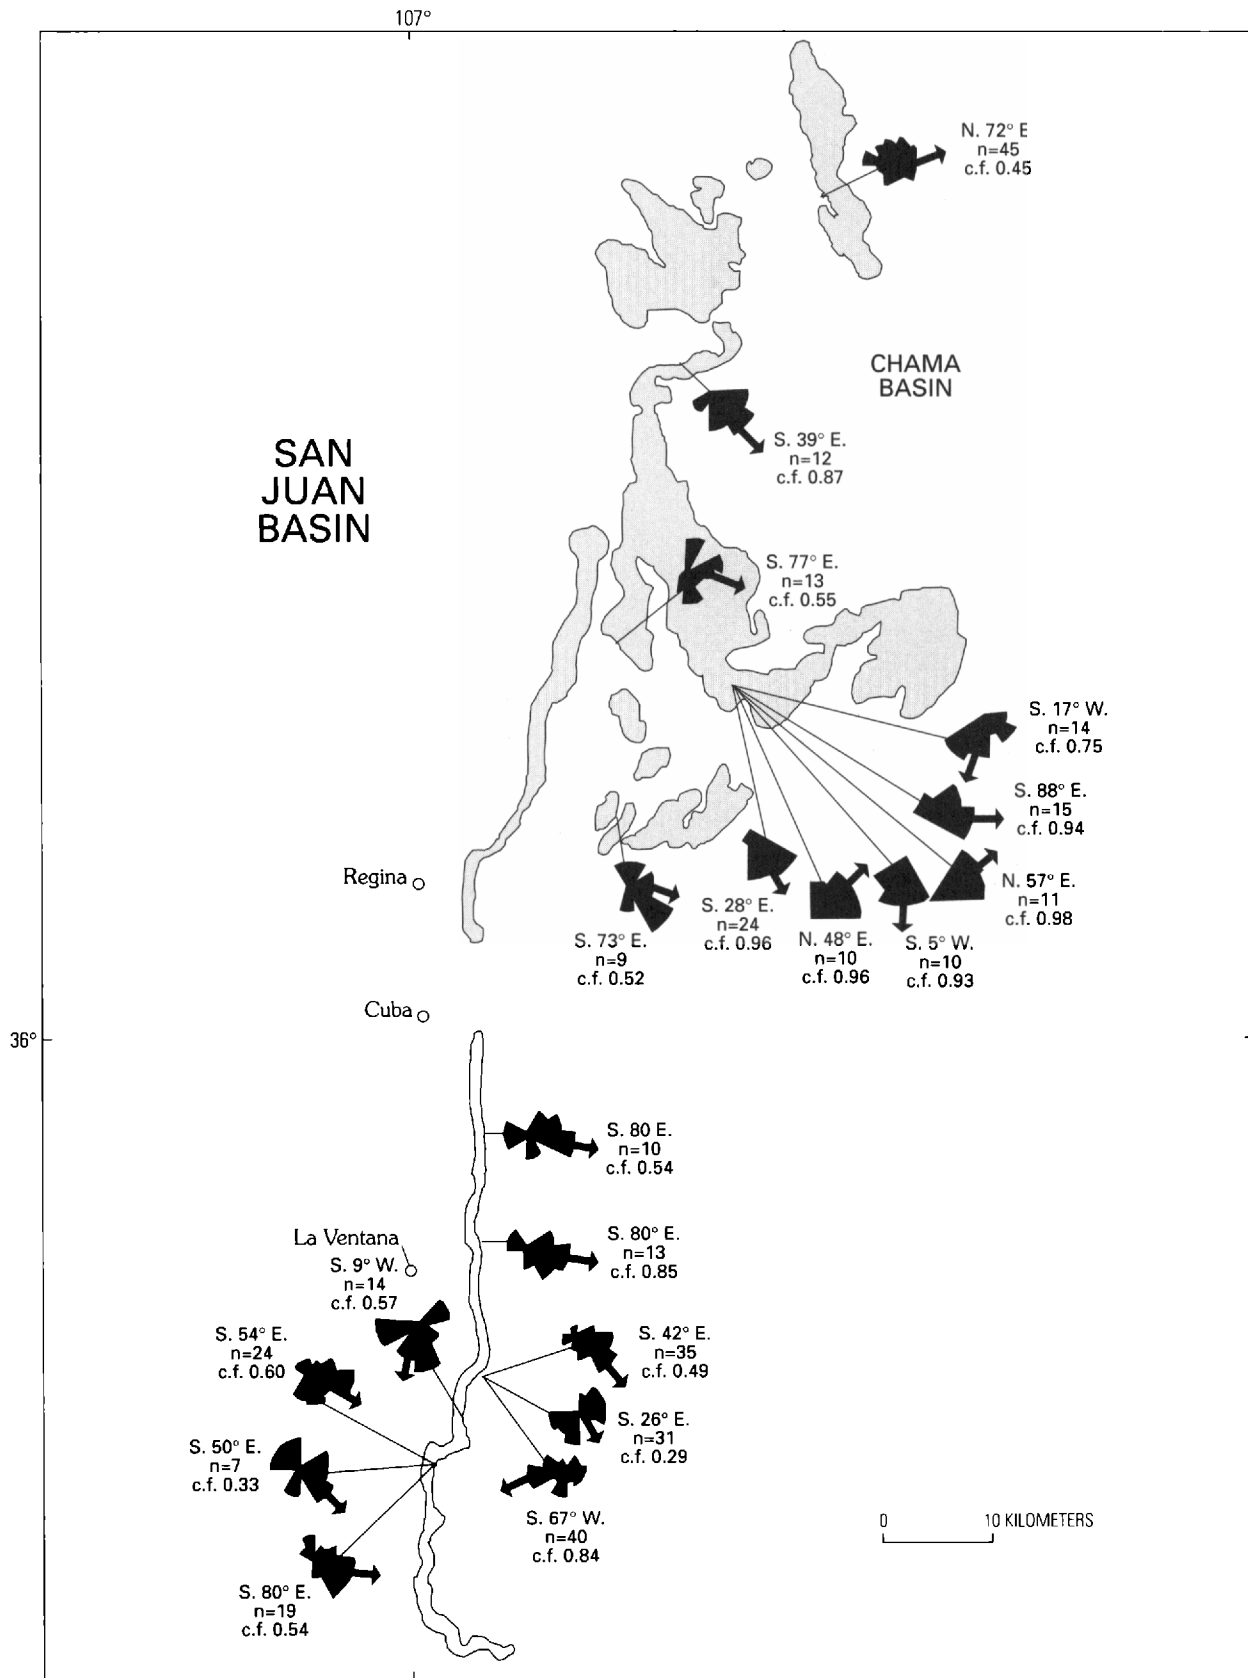 107°
N. 72° E
n=45
c.f. 0.45
CHAMA
BASIN
SAN
JUAN
BASIN
S. 39° E.
n=12
c.f. 0.87
S. 77° E.
n=13
c.f. 0.55
S. 17° W.
n=14
c.f. 0.75
S. 88° E.
n=15
c.f. 0.94
Regina
N. 57° E.
n=11
c.f. 0.98
S. 28° E.
n=24
c.f. 0.96
S. 73° E.
n=9
c.f. 0.52
N. 48° E.
n=10
c.f. 0.96
S. 5° W.
n=10
c.f. 0.93
Cuba
36°
S. 80 E.
n=10
c.f. 0.54
La Ventana
S. 80° E.
n=13
c.f. 0.85
S. 9° W.
n=14
c.f. 0.57
S. 54° E.
n=24
c.f. 0.60
S. 42° E.
n=35
c.f. 0.49
S. 26° E.
n=31
c.f. 0.29
S. 50° E.
n=7
c.f. 0.33
S. 67° W.
n=40
c.f. 0.84
0 10 KILOMETERS
S. 80° E.
n=19
c.f. 0.54